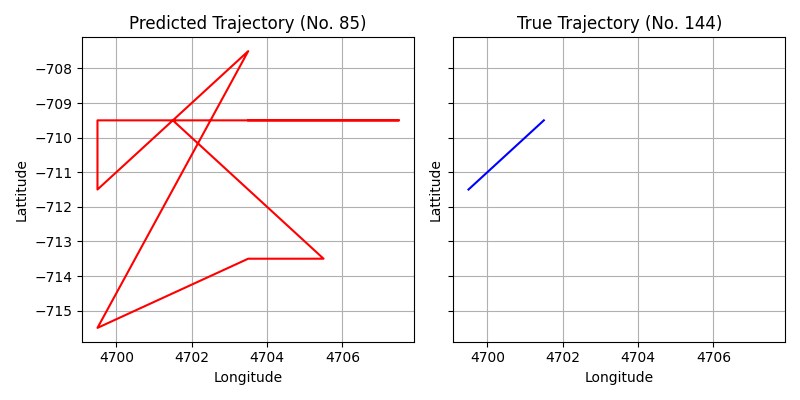 Predicted Trajectory (No. 85)
True Trajectory (No. 144)
Lattitude
−708
−709
−710
−711
−712
−713
−714
−715
4700
4702
4704
4706
Longitude
Lattitude
4700
4702
4704
4706
Longitude